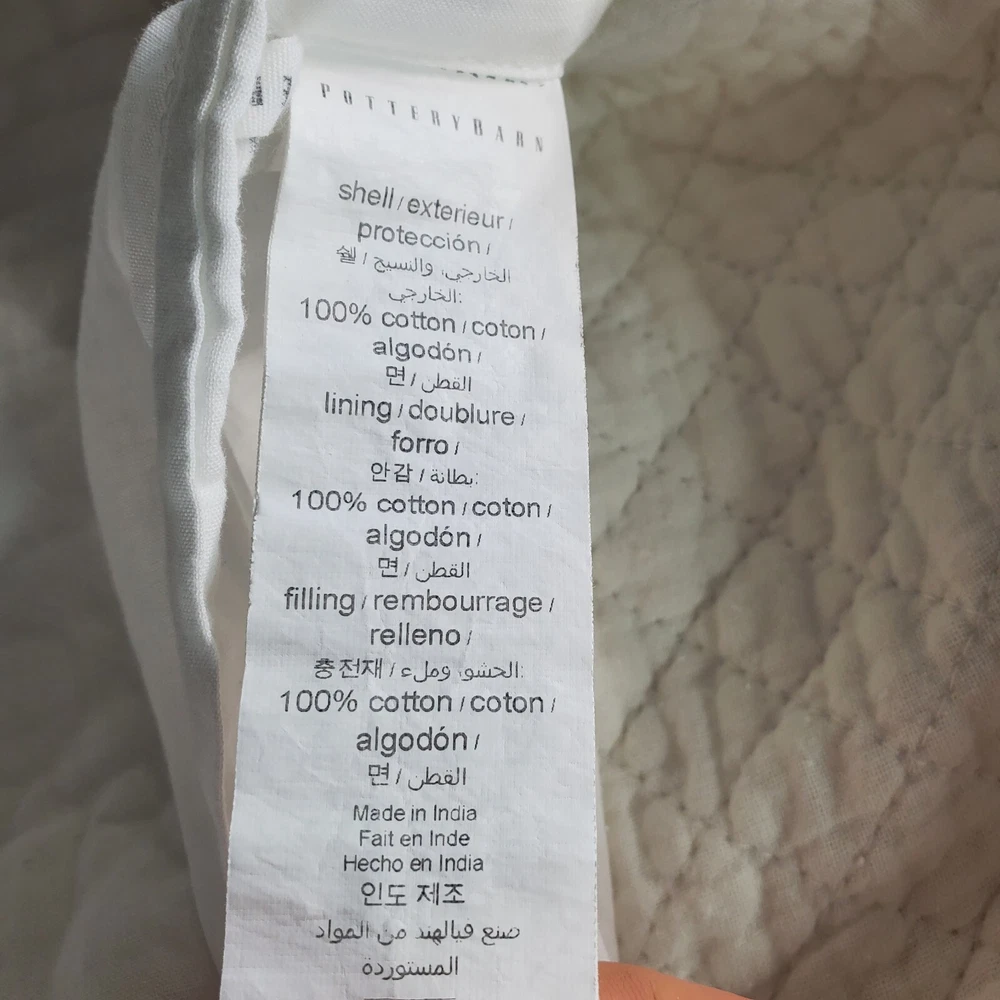 POTTERYBARN
shell / exterieur /
protección /
쉘 / الخارجي، والنسيج
الخارجي:
100% cotton / coton /
algodón /
면 / القطن
lining / doublure /
forro /
안감 / بطانة:
100% cotton / coton /
algodón /
면 / القطن
filling / rembourrage /
relleno /
충전재 / الحشو، وملء:
100% cotton / coton /
algodón /
면 / القطن
Made in India
Fait en Inde
Hecho en India
인도 제조
صنع فيالهند من المواد
المستوردة